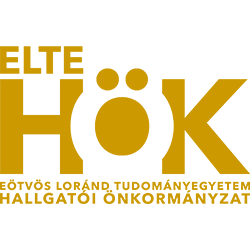 ELTE
HÖK
EÖTVÖS LORÁND TUDOMÁNYEGYETEM
HALLGATÓI ÖNKORMÁNYZAT